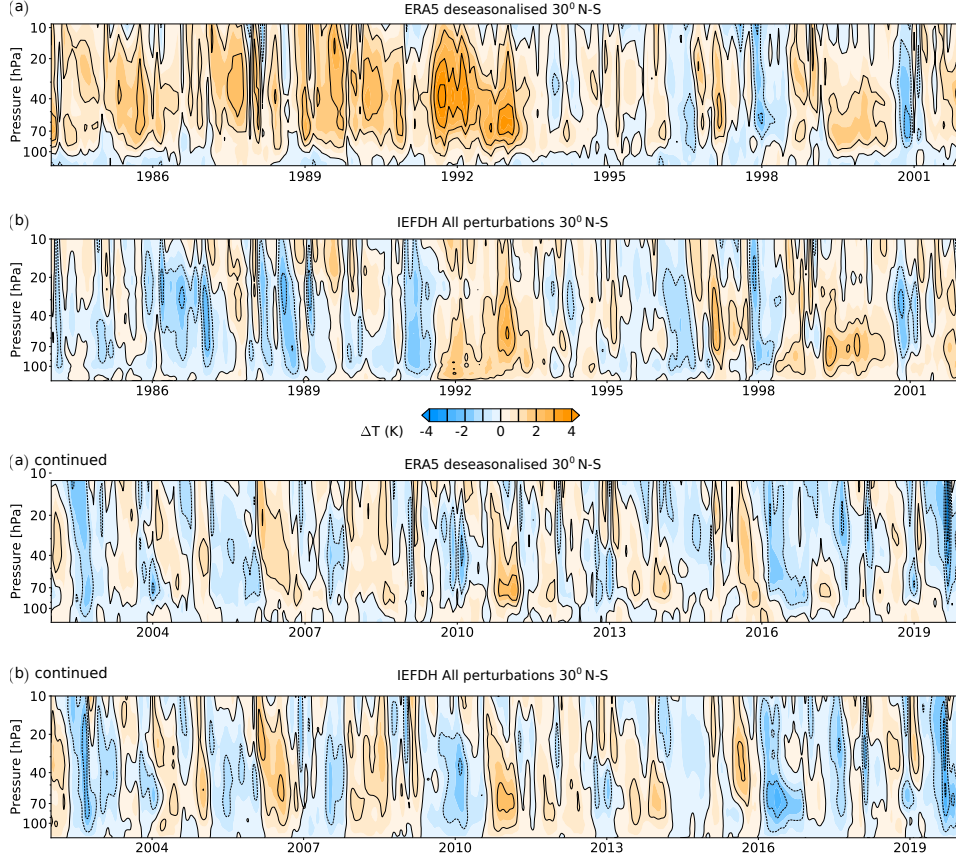 (a)
ERA5 deseasonalised 30⁰ N-S
10
20
40
70
100
Pressure [hPa]
1986 1989 1992 1995 1998 2001
(b)
IEFDH All perturbations 30⁰ N-S
10
20
40
70
100
Pressure [hPa]
1986 1989 1992 1995 1998 2001
ΔT (K) -4 -2 0 2 4
(a) continued
ERA5 deseasonalised 30⁰ N-S
10
20
40
70
100
Pressure [hPa]
2004 2007 2010 2013 2016 2019
(b) continued
IEFDH All perturbations 30⁰ N-S
10
20
40
70
100
Pressure [hPa]
2004 2007 2010 2013 2016 2019